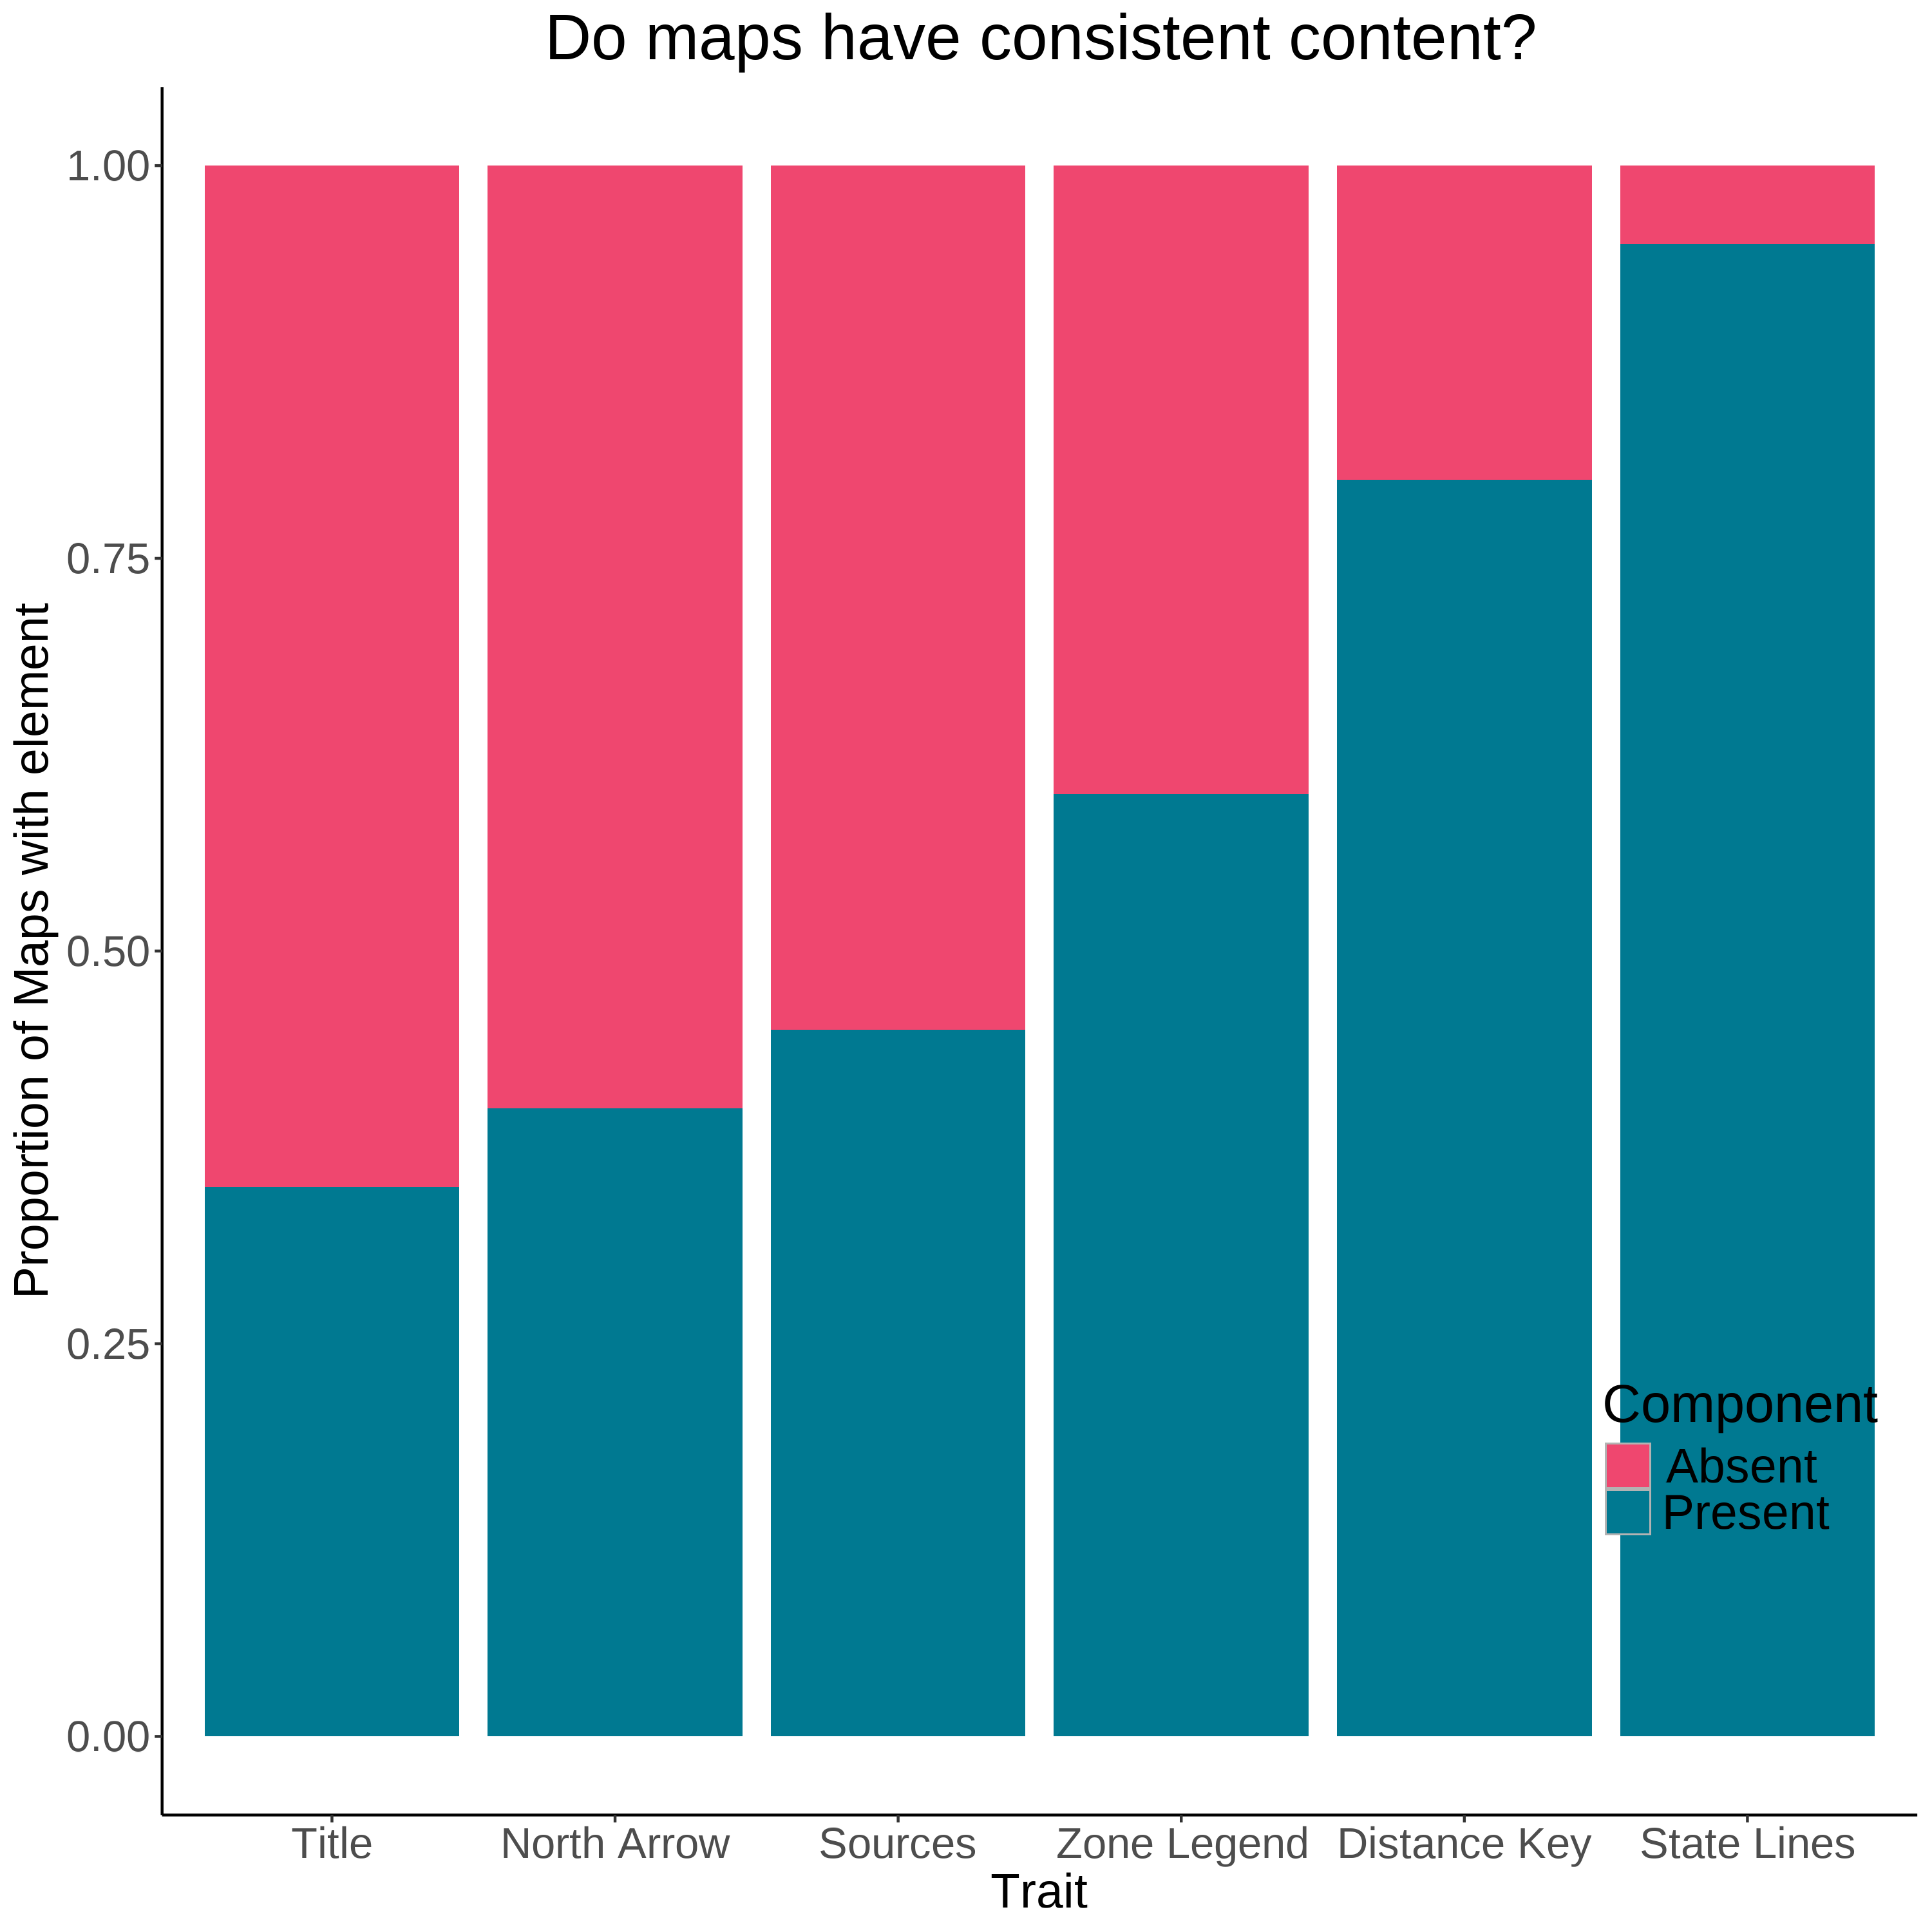 Do maps have consistent content?
Proportion of Maps with element
1.00
0.75
0.50
0.25
0.00
Component
Absent
Present
Title North Arrow Sources Zone Legend Distance Key State Lines
Trait